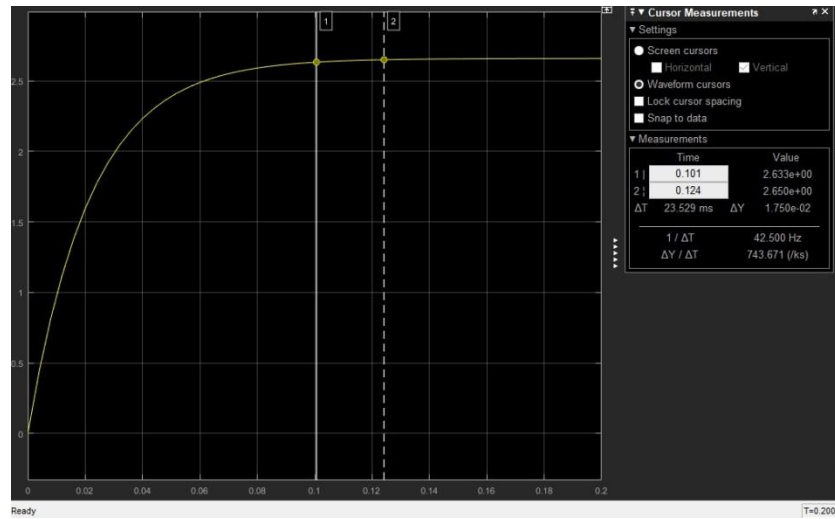 1
2
2.5
2
1.5
1
0.5
0
0 0.02 0.04 0.06 0.08 0.1 0.12 0.14 0.16 0.18 0.2
Ready
T=0.200
Cursor Measurements
Settings
Screen cursors
Horizontal Vertical
Waveform cursors
Lock cursor spacing
Snap to data
Measurements
Time Value
1 | 0.101 2.633e+00
2 ¦ 0.124 2.650e+00
ΔT 23.529 ms ΔY 1.750e-02
1 / ΔT 42.500 Hz
ΔY / ΔT 743.671 (/ks)